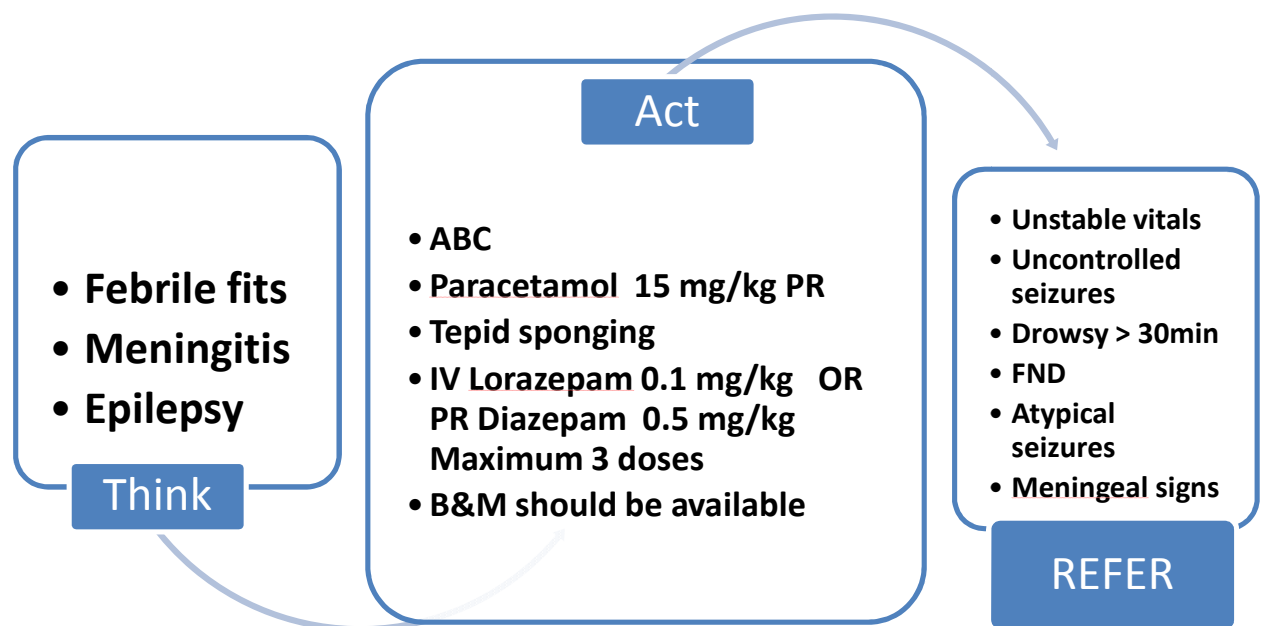 • Febrile fits
• Meningitis
• Epilepsy
Think
Act
• ABC
• Paracetamol 15 mg/kg PR
• Tepid sponging
• IV Lorazepam 0.1 mg/kg OR
PR Diazepam 0.5 mg/kg
Maximum 3 doses
• B&M should be available
• Unstable vitals
• Uncontrolled
seizures
• Drowsy > 30min
• FND
• Atypical
seizures
• Meningeal signs
REFER